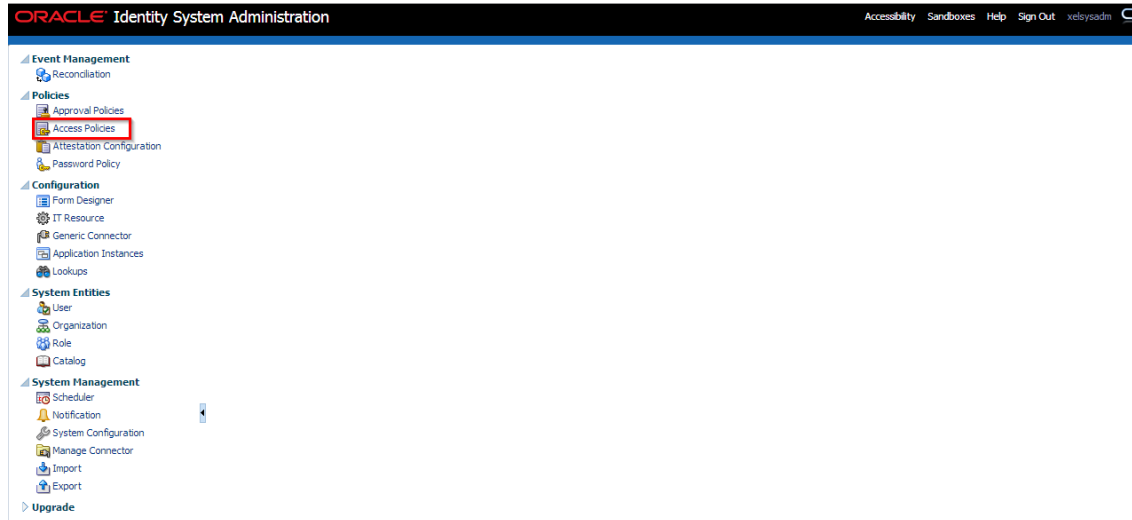 ORACLE Identity System Administration
Accessibility Sandboxes Help Sign Out xelsysadm
Event Management
Reconciliation
Policies
Approval Policies
Access Policies
Attestation Configuration
Password Policy
Configuration
Form Designer
IT Resource
Generic Connector
Application Instances
Lookups
System Entities
User
Organization
Role
Catalog
System Management
Scheduler
Notification
System Configuration
Manage Connector
Import
Export
Upgrade